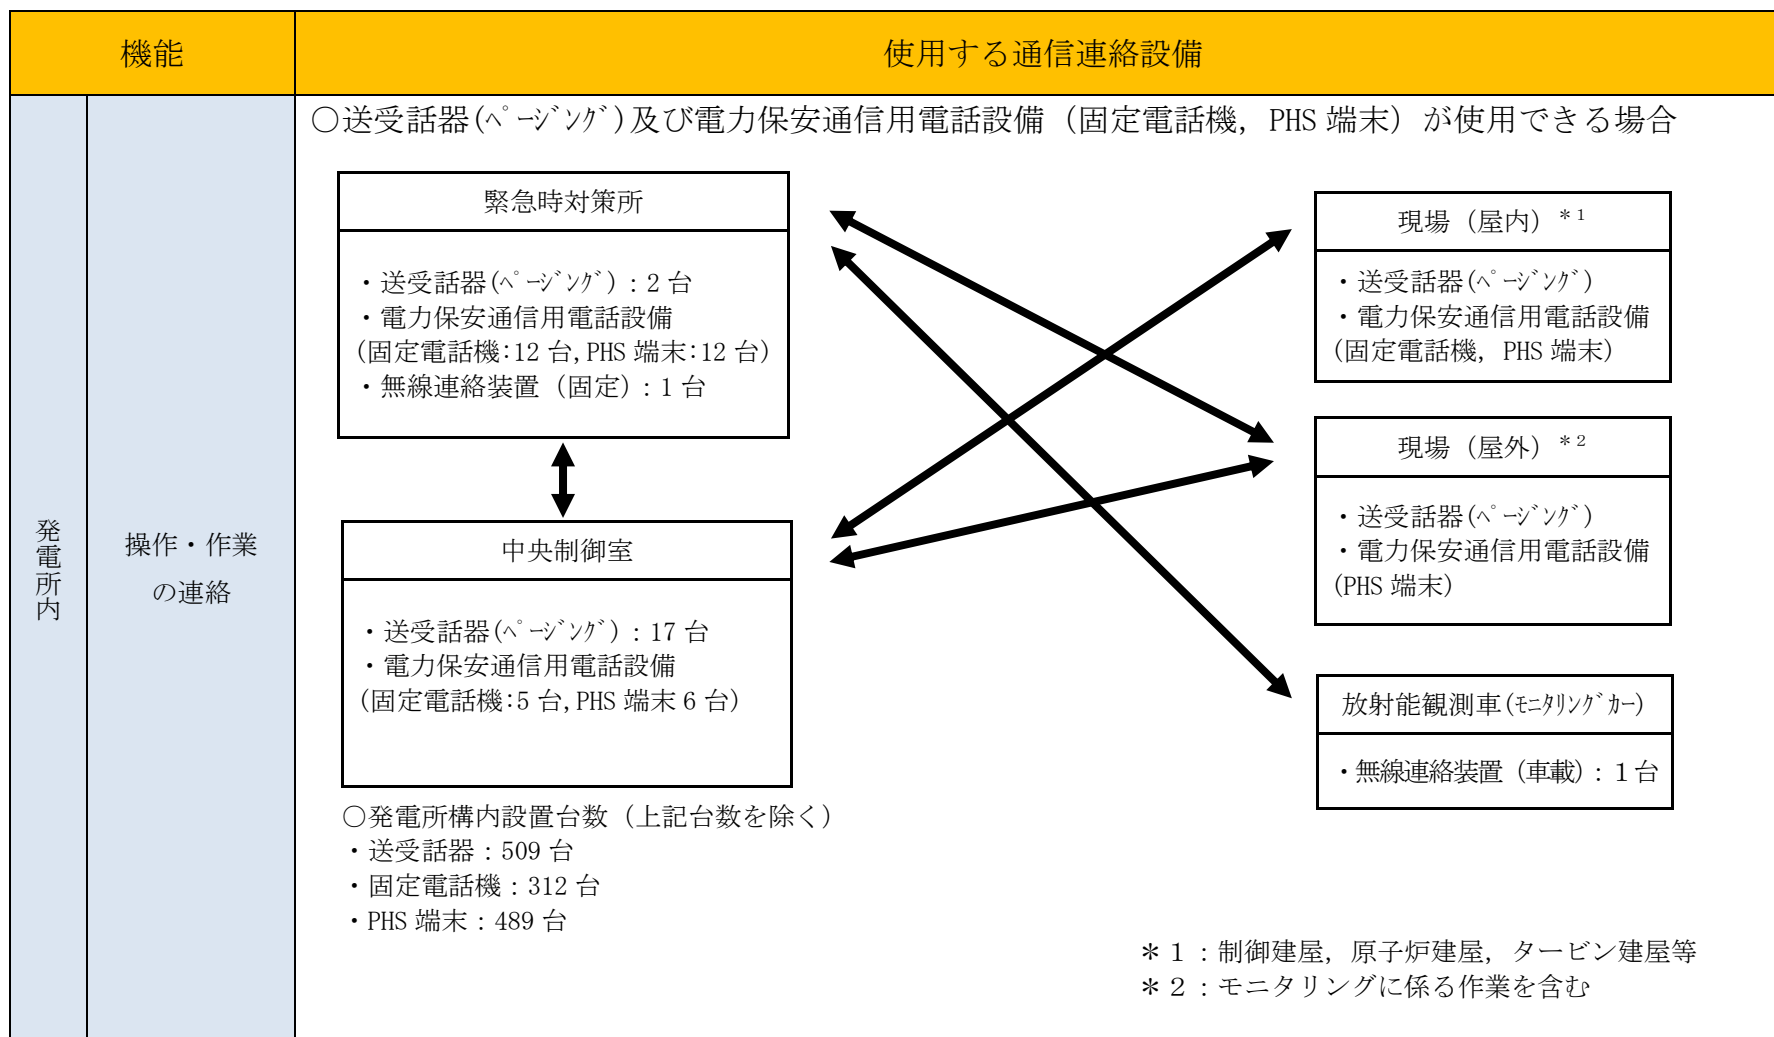 機能
使用する通信連絡設備
発電所内
操作・作業
の連絡
○送受話器(ﾍﾟｰｼﾞﾝｸﾞ)及び電力保安通信用電話設備（固定電話機，PHS 端末）が使用できる場合
緊急時対策所
・送受話器(ﾍﾟｰｼﾞﾝｸﾞ)：2 台
・電力保安通信用電話設備
(固定電話機:12 台,PHS 端末:12 台)
・無線連絡装置（固定）：1 台
中央制御室
・送受話器(ﾍﾟｰｼﾞﾝｸﾞ)：17 台
・電力保安通信用電話設備
(固定電話機:5 台,PHS 端末 6 台)
○発電所構内設置台数（上記台数を除く）
・送受話器：509 台
・固定電話機：312 台
・PHS 端末：489 台
現場（屋内）＊1
・送受話器(ﾍﾟｰｼﾞﾝｸﾞ)
・電力保安通信用電話設備
(固定電話機，PHS 端末)
現場（屋外）＊2
・送受話器(ﾍﾟｰｼﾞﾝｸﾞ)
・電力保安通信用電話設備
(PHS 端末)
放射能観測車(ﾓﾆﾀﾘﾝｸﾞｶｰ)
・無線連絡装置（車載）：１台
＊１：制御建屋，原子炉建屋，タービン建屋等
＊２：モニタリングに係る作業を含む